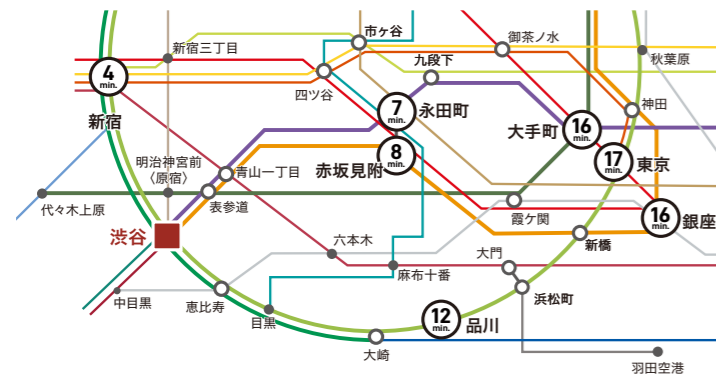 市ヶ谷
御茶ノ水
新宿三丁目
秋葉原
九段下
4
min.
四ツ谷
7
min.
永田町
神田
新宿
大手町
16
min.
明治神宮前
〈原宿〉
8
min.
17
min.
東京
赤坂見附
青山一丁目
代々木上原
表参道
霞ケ関
16
min.
銀座
渋谷
六本木
新橋
大門
麻布十番
中目黒
恵比寿
浜松町
目黒
12
min.
品川
大崎
羽田空港